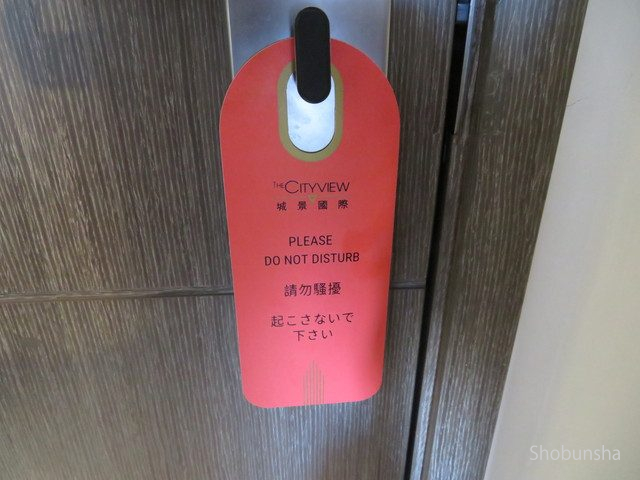 THE CITYVIEW
城景國際
PLEASE
DO NOT DISTURB
請勿騷擾
起こさないで
下さい
Shobunsha